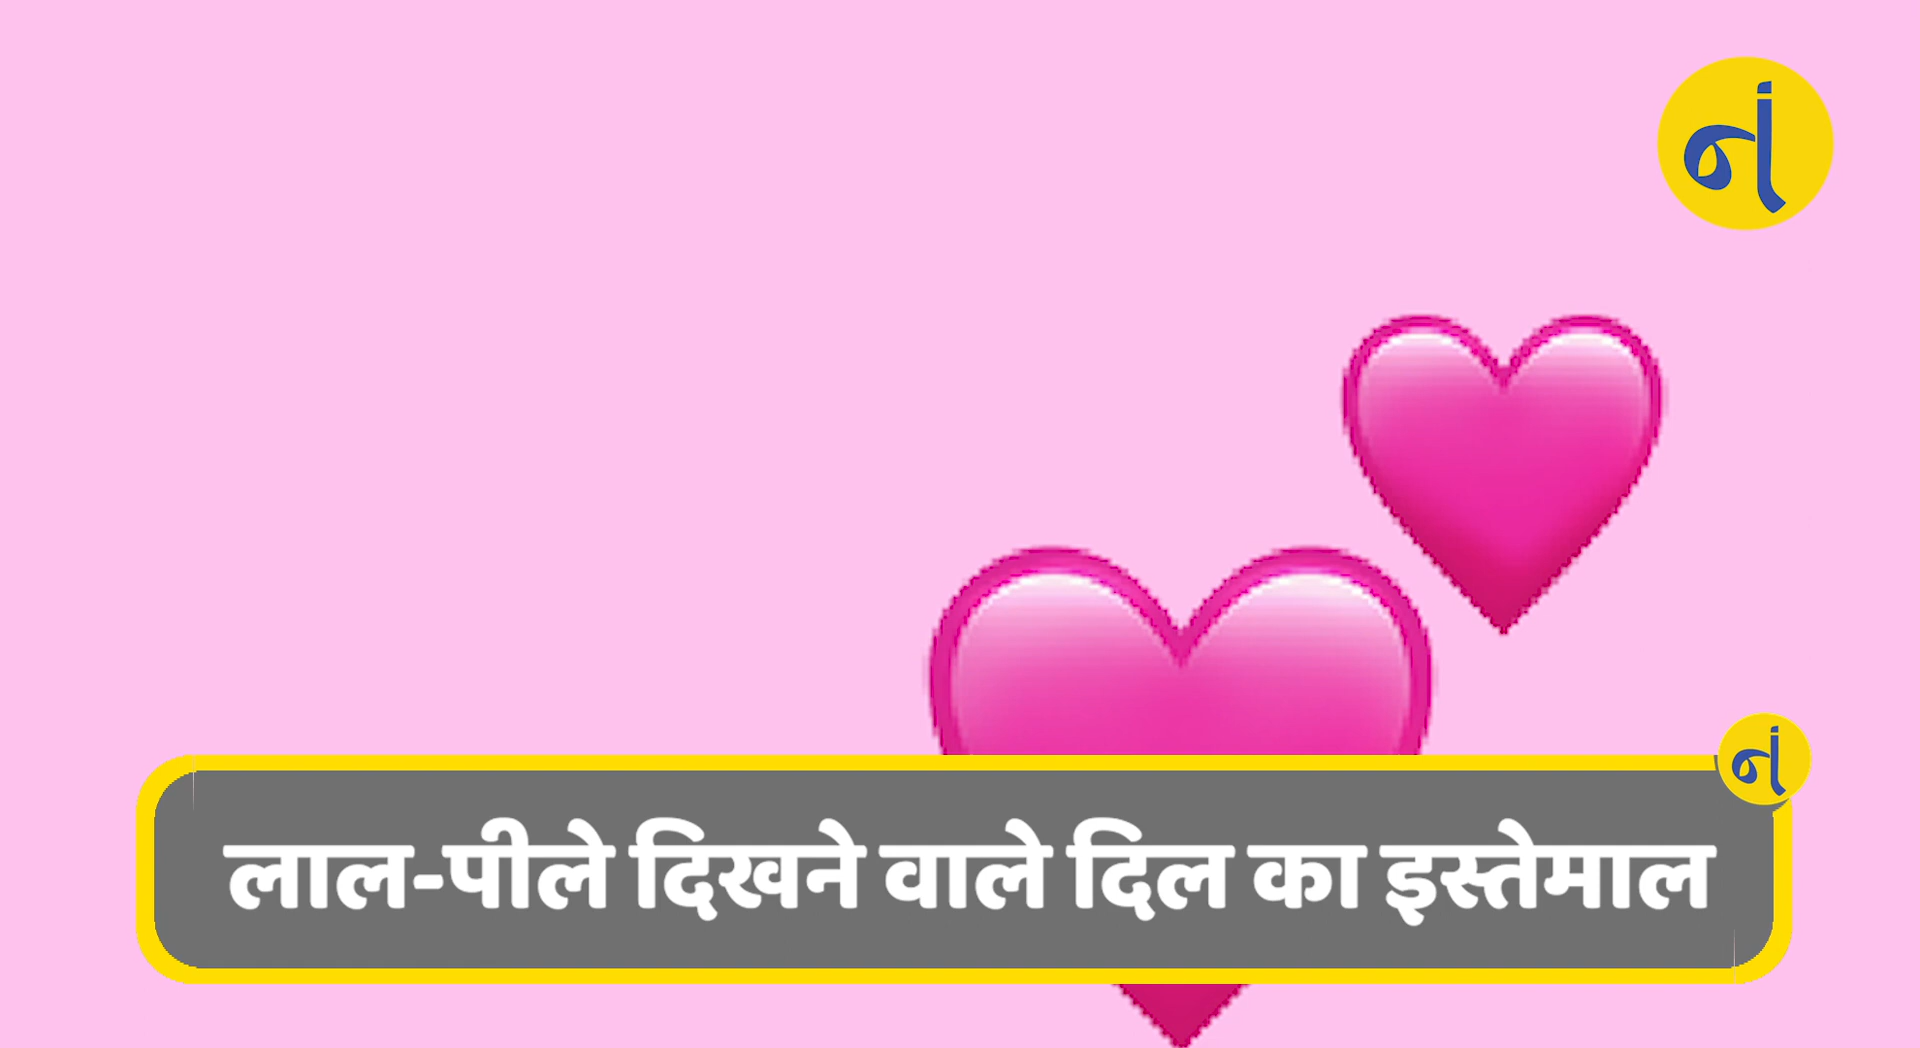 નં
નં
लाल-पीले दिखने वाले दिल का इस्तेमाल